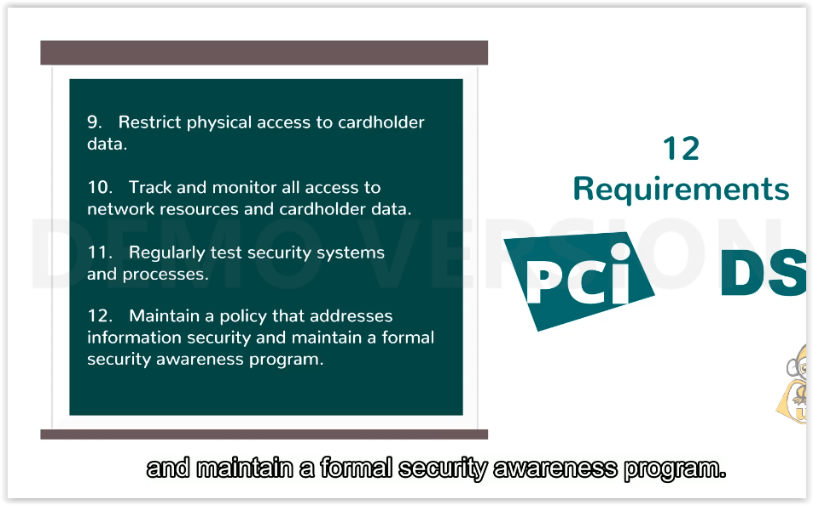 9. Restrict physical access to cardholder
data.
10. Track and monitor all access to
network resources and cardholder data.
11. Regularly test security systems
and processes.
12. Maintain a policy that addresses
information security and maintain a formal
security awareness program.
12
Requirements
PCi DS
DEMO VERSION
and maintain a formal security awareness program.